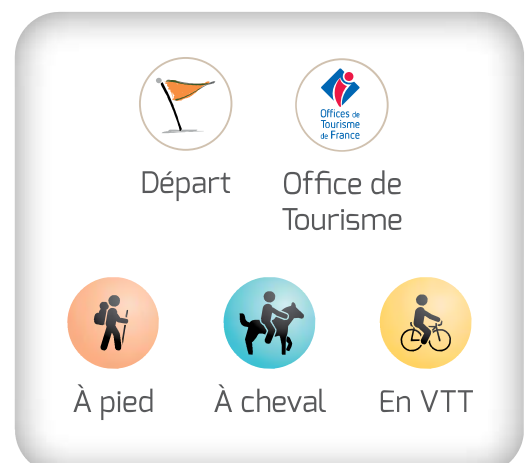 Offices de
Tourisme
de France
Départ
Office de
Tourisme
À pied
À cheval
En VTT